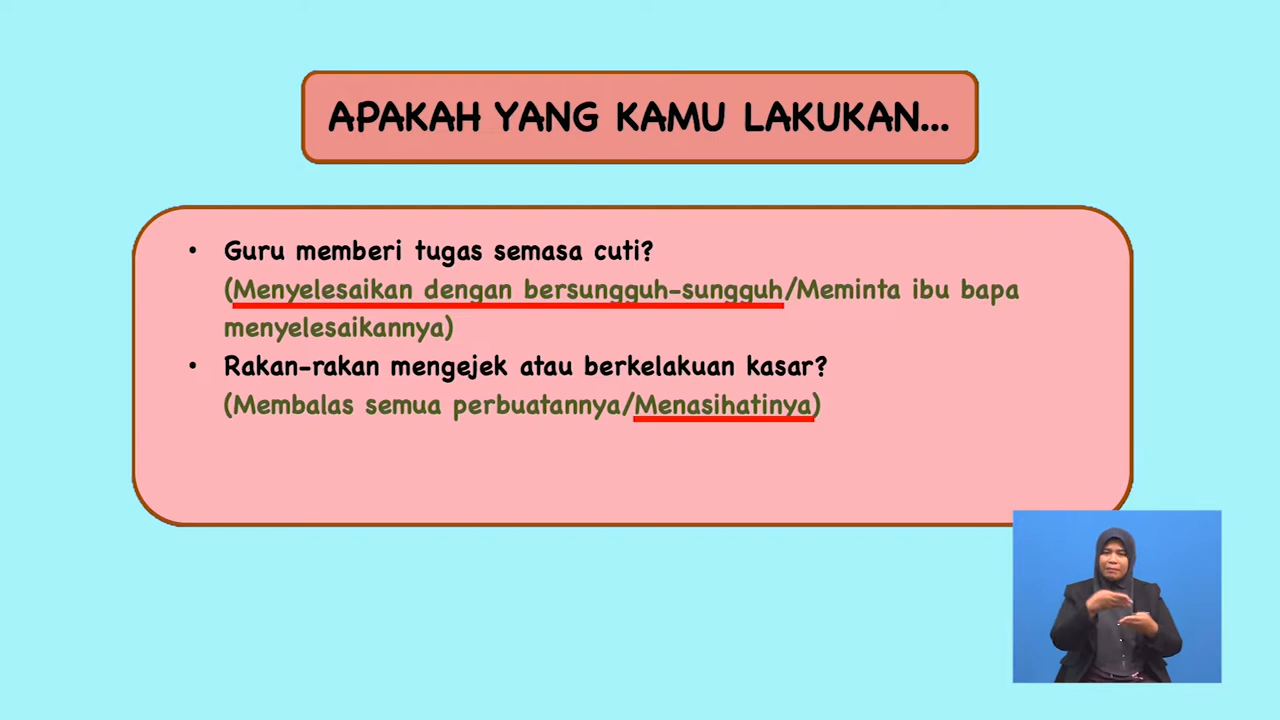 APAKAH YANG KAMU LAKUKAN...
• Guru memberi tugas semasa cuti?
(Menyelesaikan dengan bersungguh-sungguh/Meminta ibu bapa
menyelesaikannya)
• Rakan-rakan mengejek atau berkelakuan kasar?
(Membalas semua perbuatannya/Menasihatinya)